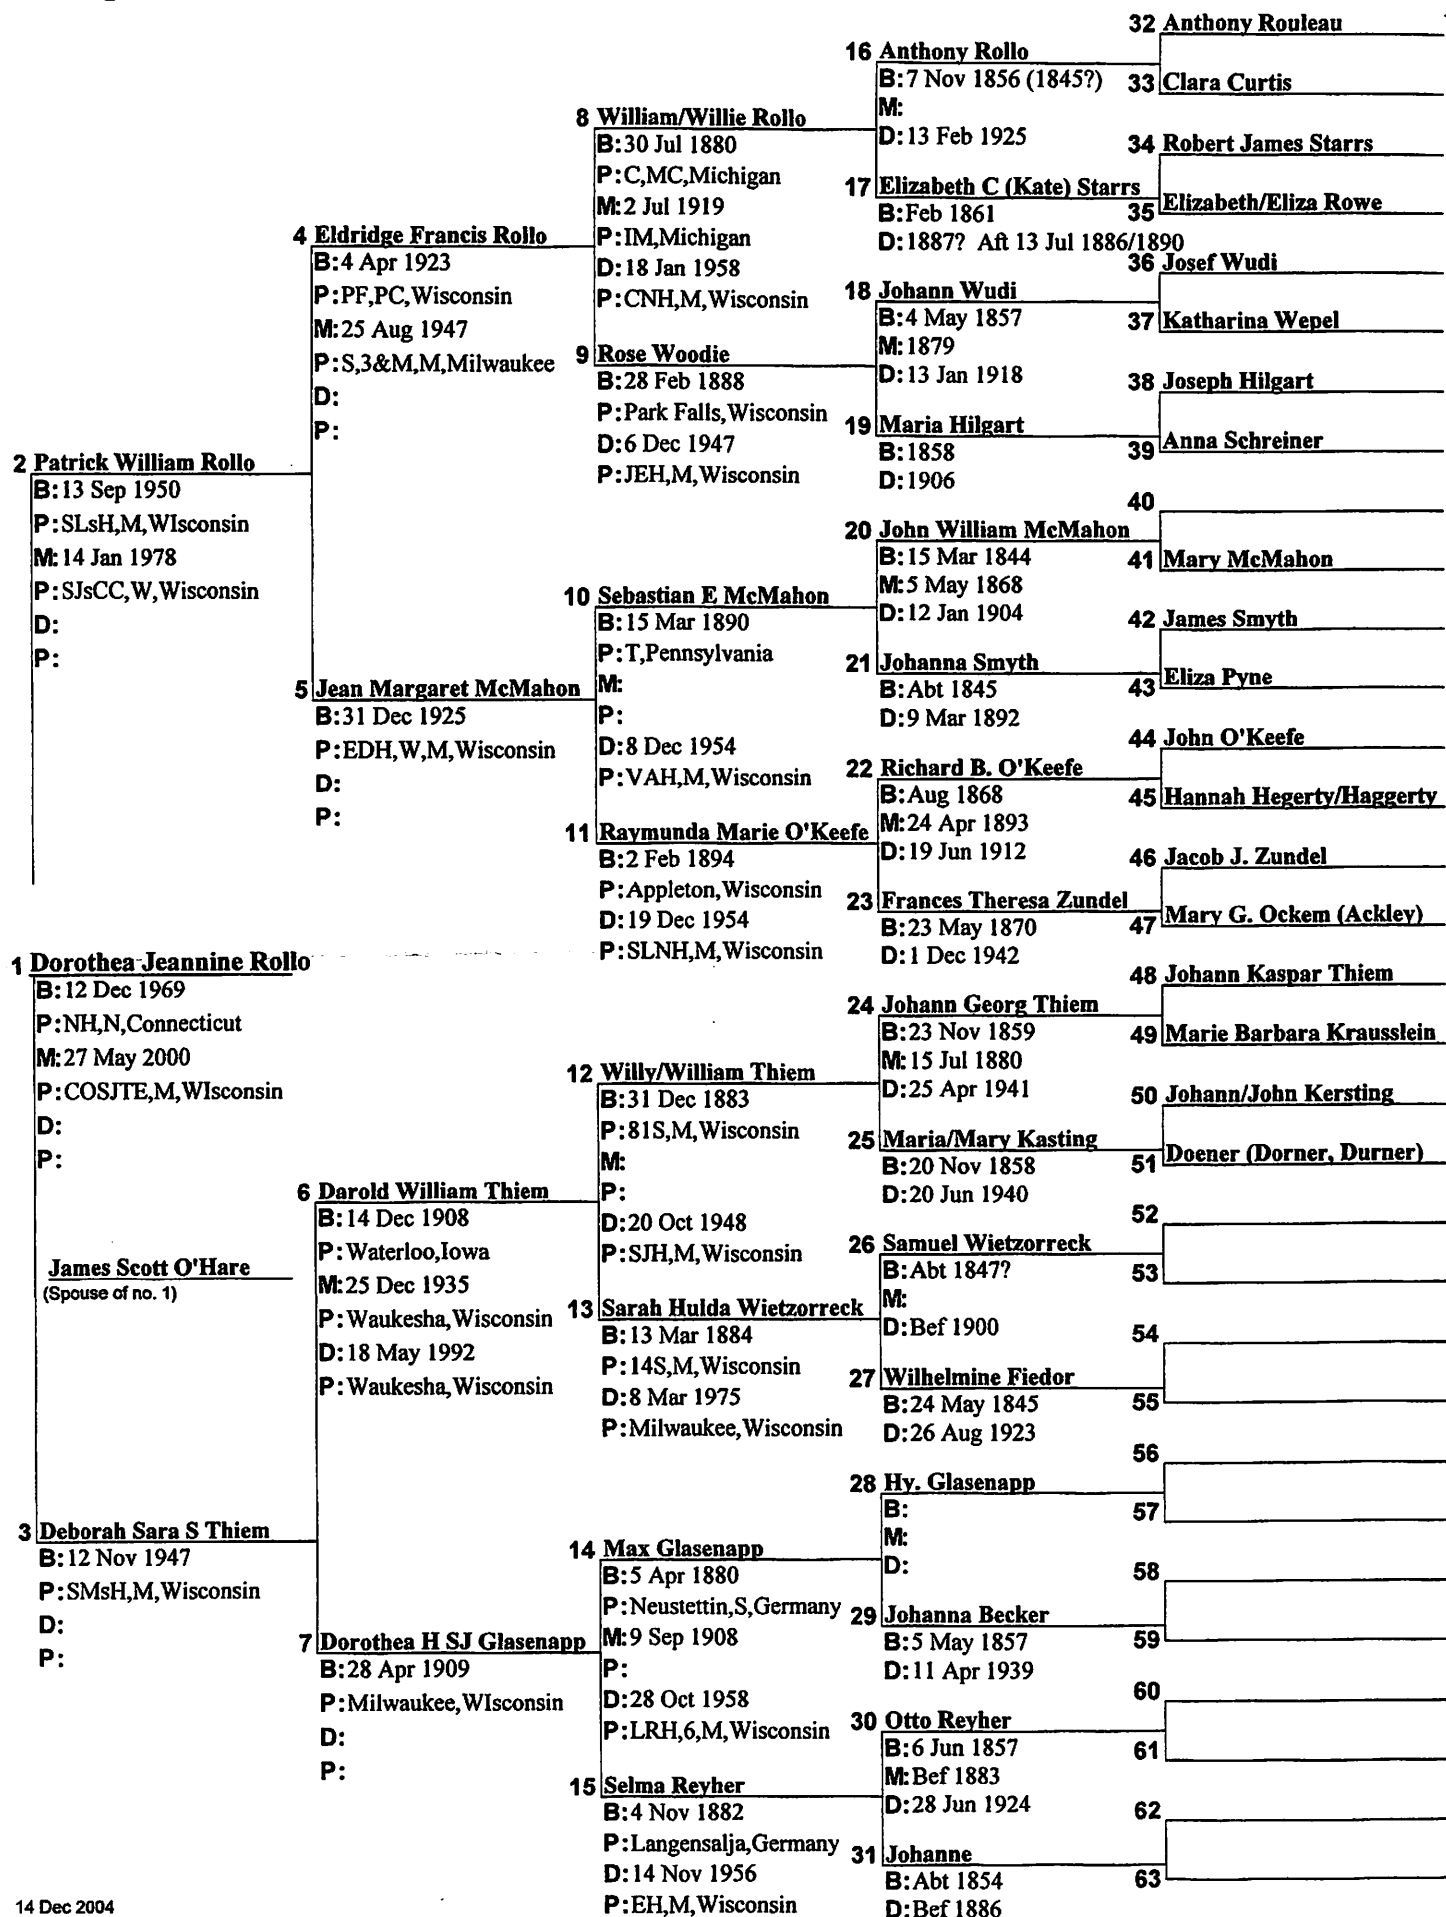 2 Patrick William Rollo
B: 13 Sep 1950
P: SLsH,M,WIsconsin
M: 14 Jan 1978
P: SJsCC,W,Wisconsin
D:
P:
1 Dorothea Jeannine Rollo
B: 12 Dec 1969
P: NH,N,Connecticut
M: 27 May 2000
P: COSJTE,M,WIsconsin
D:
P:
James Scott O'Hare
(Spouse of no. 1)
3 Deborah Sara S Thiem
B: 12 Nov 1947
P: SMsH,M,Wisconsin
D:
P:
14 Dec 2004
4 Eldridge Francis Rollo
B: 4 Apr 1923
P: PF,PC,Wisconsin
M: 25 Aug 1947
P: S,3&M,M,Milwaukee
D:
P:
5 Jean Margaret McMahon
B: 31 Dec 1925
P: EDH,W,M,Wisconsin
D:
P:
6 Darold William Thiem
B: 14 Dec 1908
P: Waterloo,Iowa
M: 25 Dec 1935
P: Waukesha,Wisconsin
D: 18 May 1992
P: Waukesha,Wisconsin
7 Dorothea H SJ Glasenapp
B: 28 Apr 1909
P: Milwaukee,WIsconsin
D:
P:
8 William/Willie Rollo
B: 30 Jul 1880
P: C,MC,Michigan
M: 2 Jul 1919
P: IM,Michigan
D: 18 Jan 1958
P: CNH,M,Wisconsin
9 Rose Woodie
B: 28 Feb 1888
P: Park Falls,Wisconsin
D: 6 Dec 1947
P: JEH,M,Wisconsin
10 Sebastian E McMahon
B: 15 Mar 1890
P: T,Pennsylvania
M:
P:
D: 8 Dec 1954
P: VAH,M,Wisconsin
11 Raymunda Marie O'Keefe
B: 2 Feb 1894
P: Appleton,Wisconsin
D: 19 Dec 1954
P: SLNH,M,Wisconsin
12 Willy/William Thiem
B: 31 Dec 1883
P: 81S,M,Wisconsin
M:
P:
D: 20 Oct 1948
P: SJH,M,Wisconsin
13 Sarah Hulda Wietzorreck
B: 13 Mar 1884
P: 14S,M,Wisconsin
D: 8 Mar 1975
P: Milwaukee,Wisconsin
14 Max Glasenapp
B: 5 Apr 1880
P: Neustettin,S,Germany
M: 9 Sep 1908
P:
D: 28 Oct 1958
P: LRH,6,M,Wisconsin
15 Selma Reyher
B: 4 Nov 1882
P: Langensalja,Germany
D: 14 Nov 1956
P: EH,M,Wisconsin
16 Anthony Rollo
B: 7 Nov 1856 (1845?)
M:
D: 13 Feb 1925
17 Elizabeth C (Kate) Starrs
B: Feb 1861
D: 1887? Aft 13 Jul 1886/1890
18 Johann Wudi
B: 4 May 1857
M: 1879
D: 13 Jan 1918
19 Maria Hilgart
B: 1858
D: 1906
20 John William McMahon
B: 15 Mar 1844
M: 5 May 1868
D: 12 Jan 1904
21 Johanna Smyth
B: Abt 1845
D: 9 Mar 1892
22 Richard B. O'Keefe
B: Aug 1868
M: 24 Apr 1893
D: 19 Jun 1912
23 Frances Theresa Zundel
B: 23 May 1870
D: 1 Dec 1942
24 Johann Georg Thiem
B: 23 Nov 1859
M: 15 Jul 1880
D: 25 Apr 1941
25 Maria/Mary Kasting
B: 20 Nov 1858
D: 20 Jun 1940
26 Samuel Wietzorreck
B: Abt 1847?
M:
D: Bef 1900
27 Wilhelmine Fiedor
B: 24 May 1845
D: 26 Aug 1923
28 Hy. Glasenapp
B:
M:
D:
29 Johanna Becker
B: 5 May 1857
D: 11 Apr 1939
30 Otto Reyher
B: 6 Jun 1857
M: Bef 1883
D: 28 Jun 1924
31 Johanne
B: Abt 1854
D: Bef 1886
32 Anthony Rouleau
33 Clara Curtis
34 Robert James Starrs
35 Elizabeth/Eliza Rowe
36 Josef Wudi
37 Katharina Wepel
38 Joseph Hilgart
39 Anna Schreiner
40
41 Mary McMahon
42 James Smyth
43 Eliza Pyne
44 John O'Keefe
45 Hannah Hegerty/Haggerty
46 Jacob J. Zundel
47 Mary G. Ockem (Ackley)
48 Johann Kaspar Thiem
49 Marie Barbara Krausslein
50 Johann/John Kersting
51 Doener (Dorner, Durner)
52
53
54
55
56
57
58
59
60
61
62
63